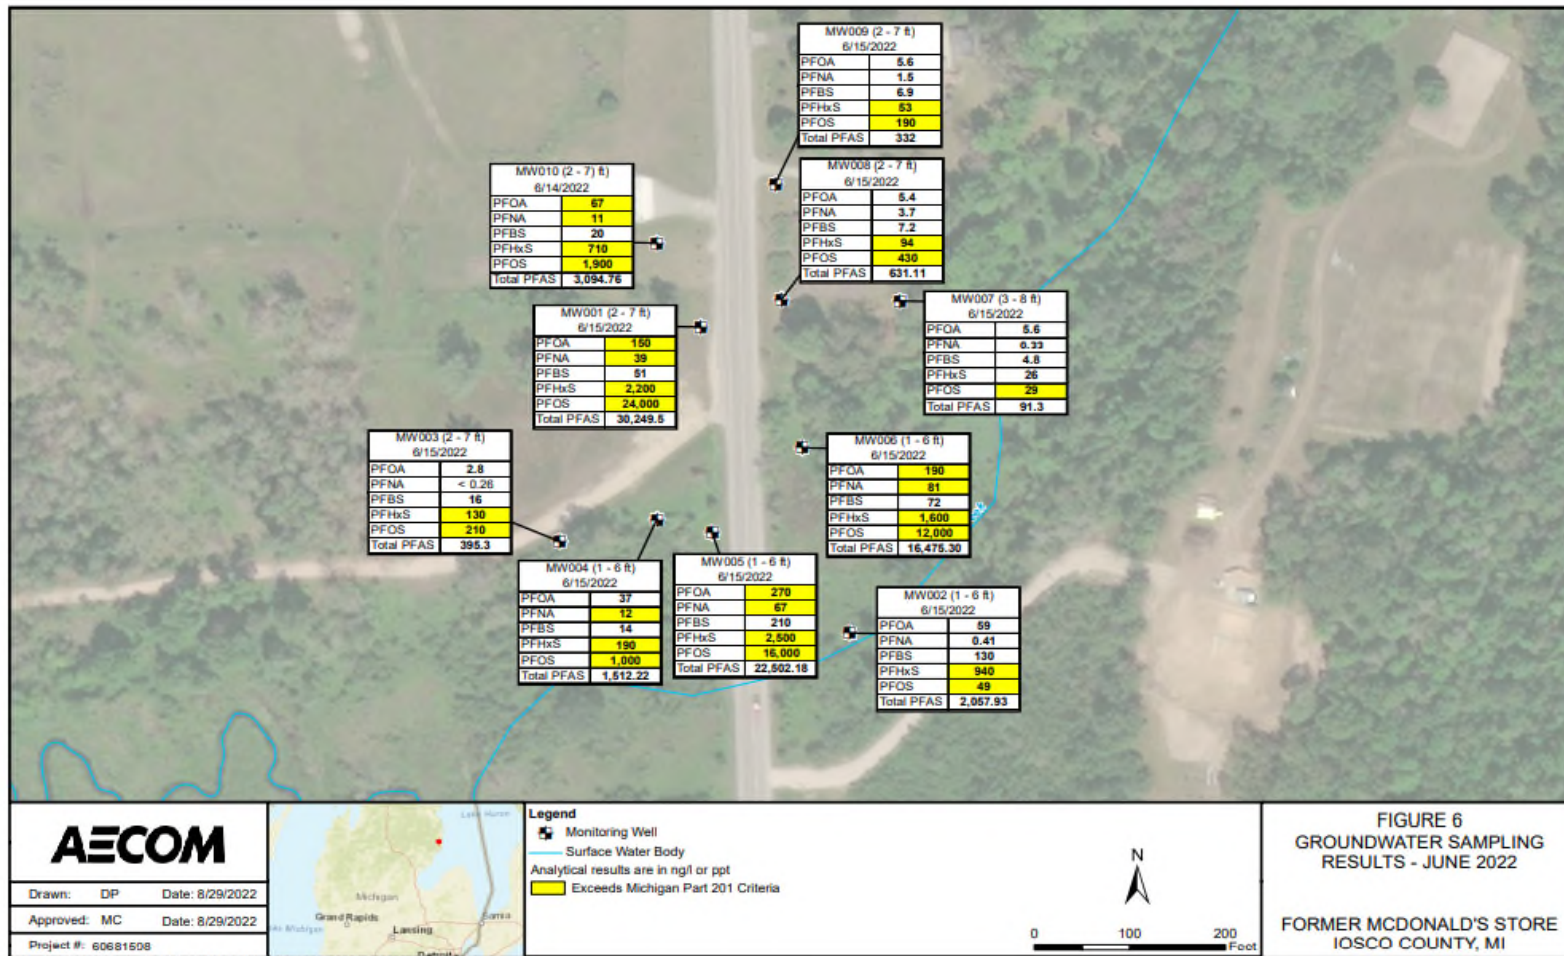 MW009 (2 - 7 ft)
6/15/2022
PFOA 5.6
PFNA 1.5
PFBS 6.9
PFHxS 53
PFOS 190
Total PFAS 332
MW010 (2 - 7) ft)
6/14/2022
PFOA 67
PFNA 11
PFBS 20
PFHxS 710
PFOS 1,900
Total PFAS 3,094.76
MW008 (2 - 7 ft)
6/15/2022
PFOA 5.4
PFNA 3.7
PFBS 7.2
PFHxS 94
PFOS 430
Total PFAS 631.11
MW001 (2 - 7 ft)
6/15/2022
PFOA 150
PFNA 39
PFBS 51
PFHxS 2,200
PFOS 24,000
Total PFAS 30,249.5
MW007 (3 - 8 ft)
6/15/2022
PFOA 5.6
PFNA 0.33
PFBS 4.8
PFHxS 26
PFOS 29
Total PFAS 91.3
MW003 (2 - 7 ft)
6/15/2022
PFOA 2.8
PFNA < 0.26
PFBS 16
PFHxS 130
PFOS 210
Total PFAS 395.3
MW006 (1 - 6 ft)
6/15/2022
PFOA 190
PFNA 81
PFBS 72
PFHxS 1,600
PFOS 12,000
Total PFAS 16,475.30
MW004 (1 - 6 ft)
6/15/2022
PFOA 37
PFNA 12
PFBS 14
PFHxS 190
PFOS 1,000
Total PFAS 1,512.22
MW005 (1 - 6 ft)
6/15/2022
PFOA 270
PFNA 67
PFBS 210
PFHxS 2,500
PFOS 16,000
Total PFAS 22,502.18
MW002 (1 - 6 ft)
6/15/2022
PFOA 59
PFNA 0.41
PFBS 130
PFHxS 940
PFOS 49
Total PFAS 2,057.93
AECOM
Drawn: DP Date: 8/29/2022
Approved: MC Date: 8/29/2022
Project #: 60681508
Lake Huron
Michigan
Grand Rapids
Lansing
Sarnia
Lake Michigan
Detroit
Legend
Monitoring Well
Surface Water Body
Analytical results are in ng/l or ppt
Exceeds Michigan Part 201 Criteria
N
0 100 200
Feet
FIGURE 6
GROUNDWATER SAMPLING
RESULTS - JUNE 2022
FORMER MCDONALD'S STORE
IOSCO COUNTY, MI